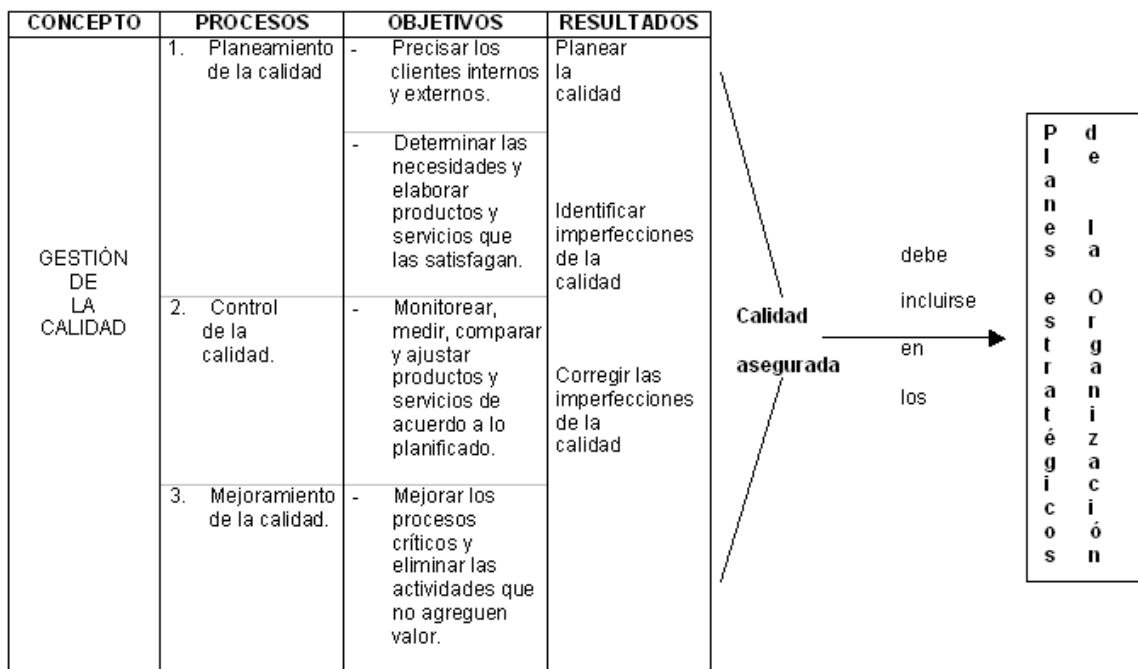 CONCEPTO
PROCESOS
OBJETIVOS
RESULTADOS
GESTIÓN
DE
LA
CALIDAD
1. Planeamiento
de la calidad
- Precisar los
clientes internos
y externos.
- Determinar las
necesidades y
elaborar
productos y
servicios que
las satisfagan.
2. Control
de la
calidad.
- Monitorear,
medir, comparar
y ajustar
productos y
servicios de
acuerdo a lo
planificado.
3. Mejoramiento
de la calidad.
- Mejorar los
procesos
críticos y
eliminar las
actividades que
no agreguen
valor.
Planear
la
calidad
Identificar
imperfecciones
de la
calidad
Corregir las
imperfecciones
de la
calidad
Calidad
asegurada
debe
incluirse
en
los
Planes estratégicos
de la Organización